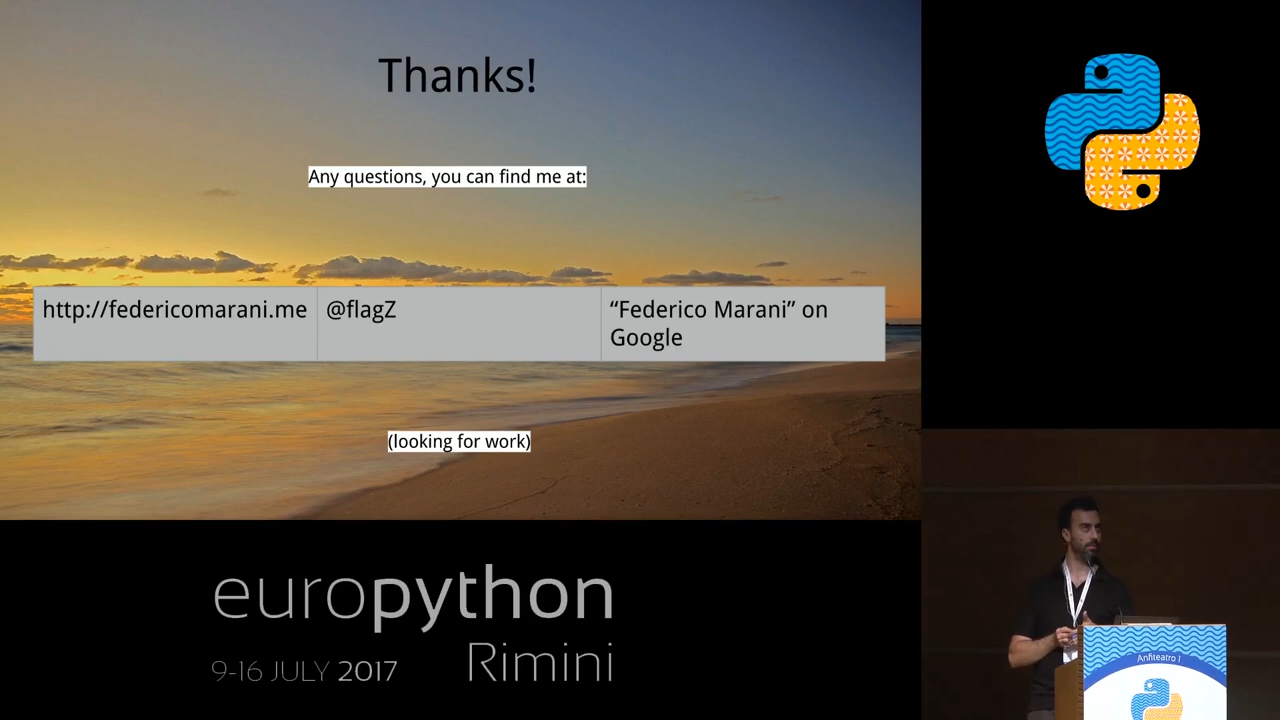 Thanks!
Any questions, you can find me at:
http://federicomarani.me
@flagZ
“Federico Marani” on
Google
(looking for work)
europython
9-16 JULY 2017
Rimini
Anfiteatro 1